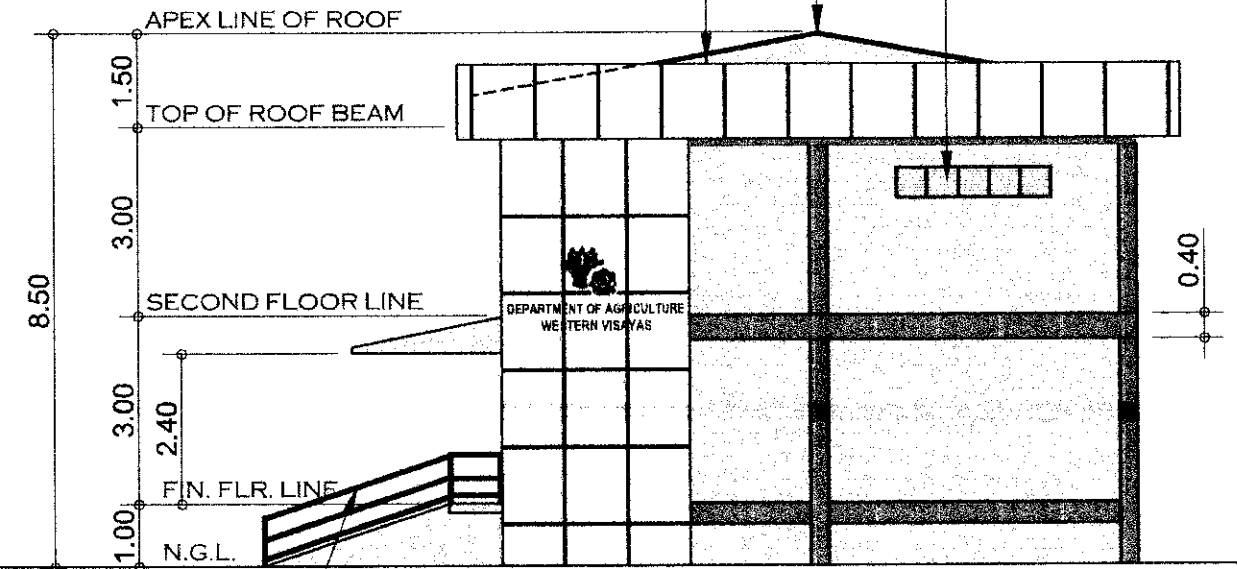 APEX LINE OF ROOF
1.50
TOP OF ROOF BEAM
3.00
8.50
SECOND FLOOR LINE
DEPARTMENT OF AGRICULTURE
WESTERN VISAYAS
0.40
3.00
2.40
FIN. FLR. LINE
1.00
N.G.L.